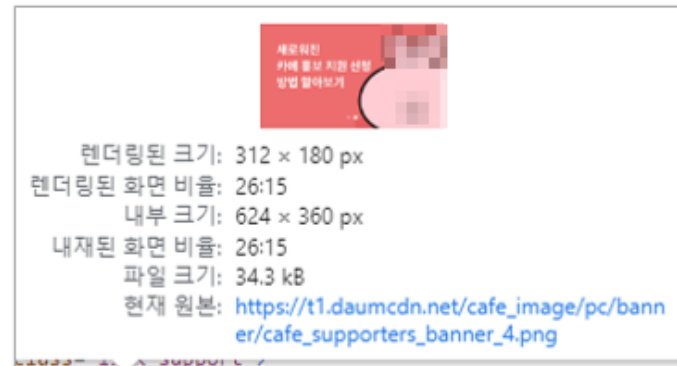 새로워진
카페 홍보 지원 신청
방법 알아보기
렌더링된 크기: 312 × 180 px
렌더링된 화면 비율: 26:15
내부 크기: 624 × 360 px
내재된 화면 비율: 26:15
파일 크기: 34.3 kB
현재 원본: https://t1.daumcdn.net/cafe_image/pc/bann
er/cafe_supporters_banner_4.png